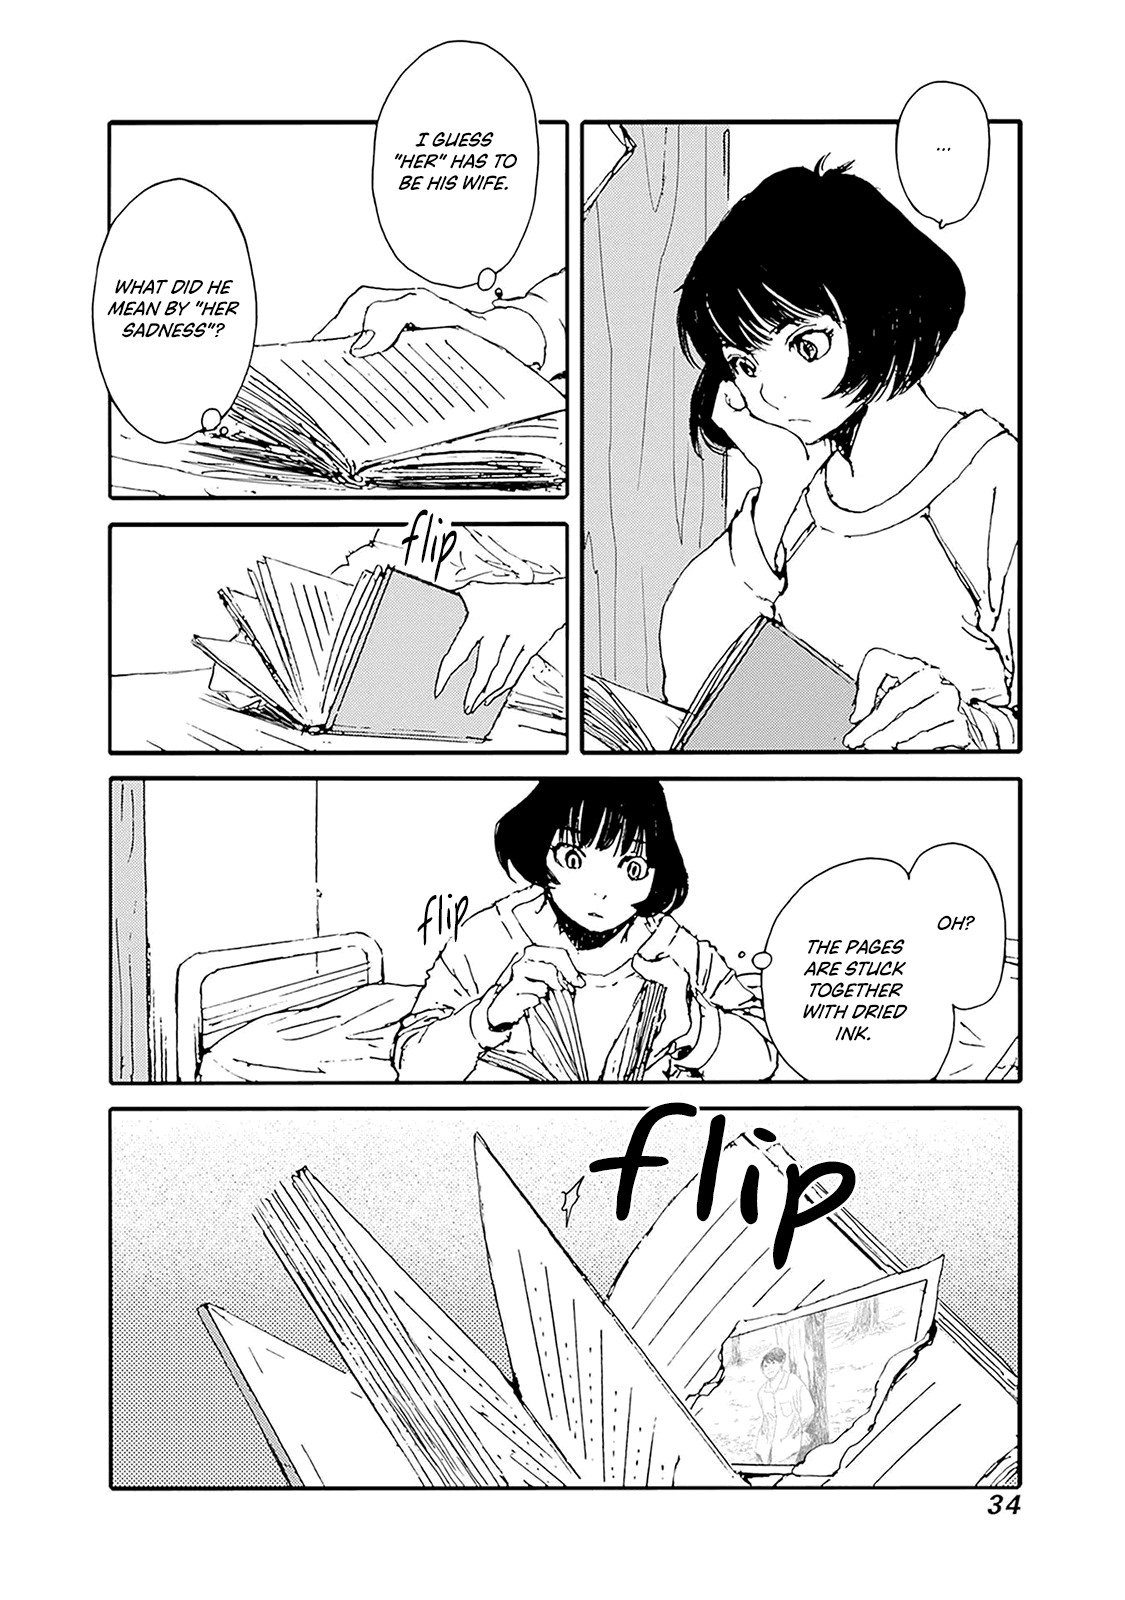 ...
I GUESS
"HER" HAS TO
BE HIS WIFE.
WHAT DID HE
MEAN BY "HER
SADNESS"?
flip
flip
OH?
THE PAGES
ARE STUCK
TOGETHER
WITH DRIED
INK.
flip
34